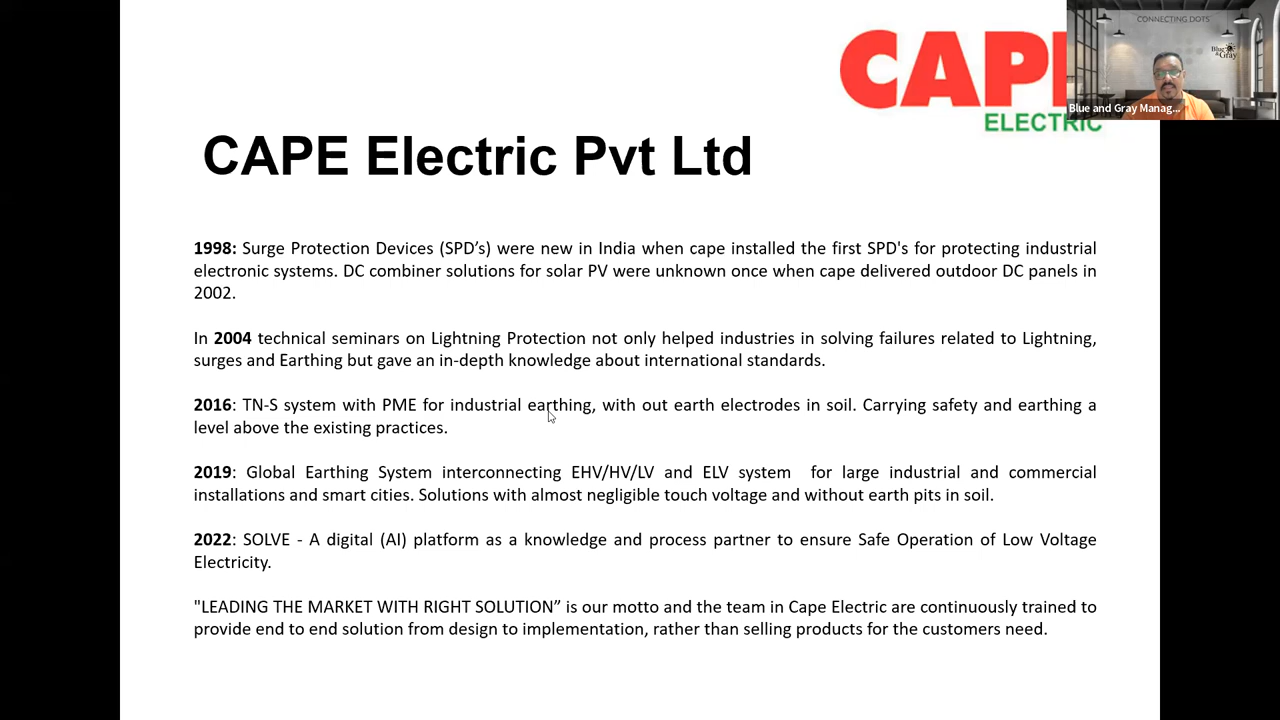 CONNECTING DOTS
Blue & Gray
Blue and Gray Manag...
CAP
ELECTRIC
CAPE Electric Pvt Ltd
1998: Surge Protection Devices (SPD’s) were new in India when cape installed the first SPD's for protecting industrial
electronic systems. DC combiner solutions for solar PV were unknown once when cape delivered outdoor DC panels in
2002.
In 2004 technical seminars on Lightning Protection not only helped industries in solving failures related to Lightning,
surges and Earthing but gave an in-depth knowledge about international standards.
2016: TN-S system with PME for industrial earthing, with out earth electrodes in soil. Carrying safety and earthing a
level above the existing practices.
2019: Global Earthing System interconnecting EHV/HV/LV and ELV system for large industrial and commercial
installations and smart cities. Solutions with almost negligible touch voltage and without earth pits in soil.
2022: SOLVE - A digital (AI) platform as a knowledge and process partner to ensure Safe Operation of Low Voltage
Electricity.
"LEADING THE MARKET WITH RIGHT SOLUTION” is our motto and the team in Cape Electric are continuously trained to
provide end to end solution from design to implementation, rather than selling products for the customers need.